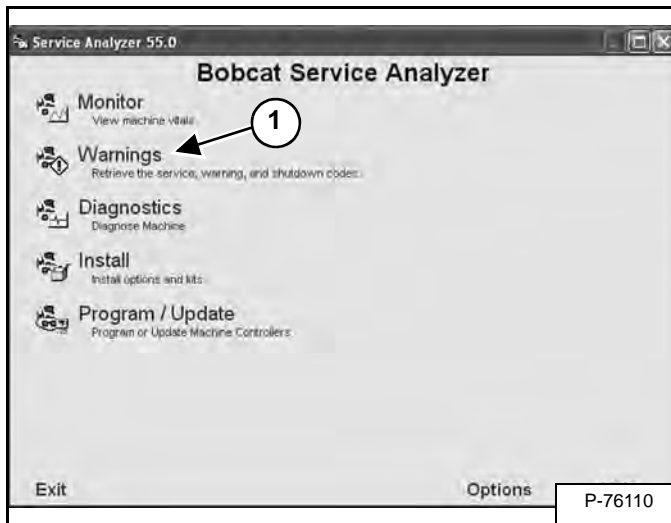 Service Analyzer 55.0
Bobcat Service Analyzer
Monitor
View machine vitals
1
Warnings
Retrieve the service, warning, and shutdown codes.
Diagnostics
Diagnose Machine
Install
Install options and kits
Program / Update
Program or Update Machine Controllers
Exit
Options
P-76110